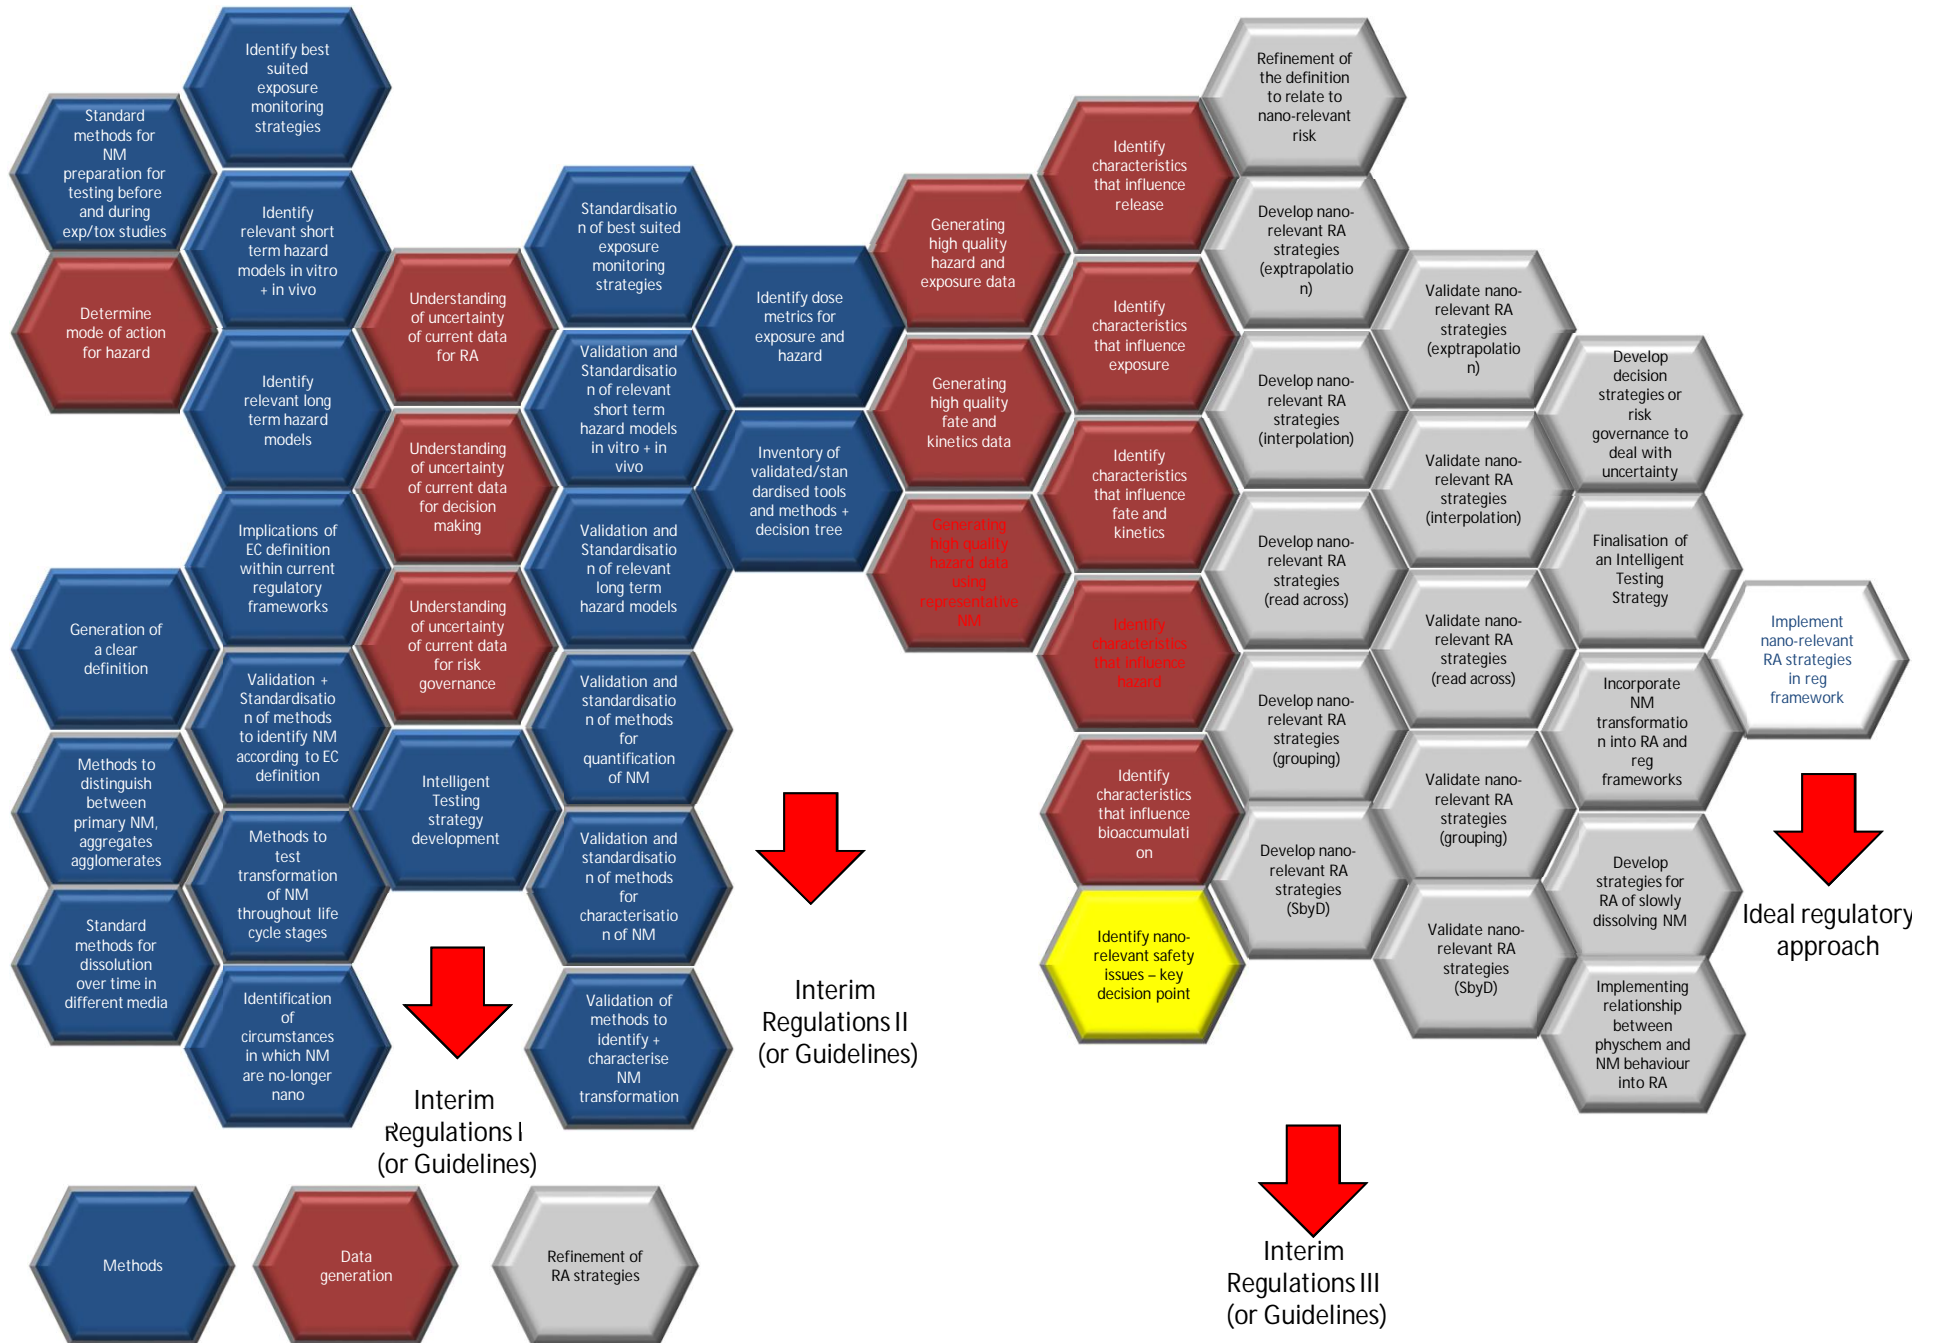 Identify best
suited
exposure
monitoring
strategies
Standard
methods for
NM
preparation for
testing before
and during
exp/tox studies
Identify
relevant short
term hazard
models in vitro
+ in vivo
Determine
mode of action
for hazard
Identify
relevant long
term hazard
models
Implications of
EC definition
within current
regulatory
frameworks
Generation of
a clear
definition
Validation +
Standardisatio
n of methods
to identify NM
according to EC
definition
Methods to
distinguish
between
primary NM,
aggregates
agglomerates
Methods to
test
transformation
of NM
throughout life
cycle stages
Standard
methods for
dissolution
over time in
different media
Identification
of
circumstances
in which NM
are no-longer
nano
Understanding
of uncertainty
of current data
for RA
Understanding
of uncertainty
of current data
for decision
making
Understanding
of uncertainty
of current data
for risk
governance
Intelligent
Testing
strategy
development
Interim
Regulations I
(or Guidelines)
Standardisatio
n of best suited
exposure
monitoring
strategies
Validation and
Standardisatio
n of relevant
short term
hazard models
in vitro + in
vivo
Validation and
Standardisatio
n of relevant
long term
hazard models
Validation and
standardisatio
n of methods
for
quantification
of NM
Validation and
standardisatio
n of methods
for
characterisatio
n of NM
Validation of
methods to
identify +
characterise
NM
transformation
Identify dose
metrics for
exposure and
hazard
Inventory of
validated/stan
dardised tools
and methods +
decision tree
Interim
Regulations II
(or Guidelines)
Generating
high quality
hazard and
exposure data
Generating
high quality
fate and
kinetics data
Generating
high quality
hazard data
using
representative
NM
Identify
characteristics
that influence
release
Identify
characteristics
that influence
exposure
Identify
characteristics
that influence
fate and
kinetics
Identify
characteristics
that influence
hazard
Identify
characteristics
that influence
bioaccumulati
on
Identify nano-
relevant safety
issues – key
decision point
Refinement of
the definition
to relate to
nano-relevant
risk
Develop nano-
relevant RA
strategies
(exptrapolatio
n)
Develop nano-
relevant RA
strategies
(interpolation)
Develop nano-
relevant RA
strategies
(read across)
Develop nano-
relevant RA
strategies
(grouping)
Develop nano-
relevant RA
strategies
(SbyD)
Interim
Regulations III
(or Guidelines)
Validate nano-
relevant RA
strategies
(exptrapolatio
n)
Validate nano-
relevant RA
strategies
(interpolation)
Validate nano-
relevant RA
strategies
(read across)
Validate nano-
relevant RA
strategies
(grouping)
Validate nano-
relevant RA
strategies
(SbyD)
Develop
decision
strategies or
risk
governance to
deal with
uncertainty
Finalisation of
an Intelligent
Testing
Strategy
Incorporate
NM
transformatio
n into RA and
reg
frameworks
Develop
strategies for
RA of slowly
dissolving NM
Implementing
relationship
between
physchem and
NM behaviour
into RA
Implement
nano-relevant
RA strategies
in reg
framework
Ideal regulatory
approach
Methods
Data
generation
Refinement of
RA strategies